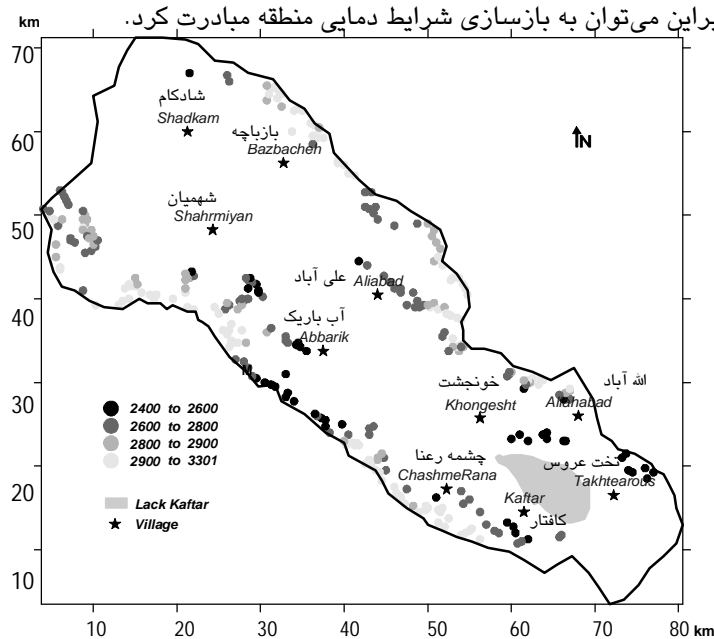 براین می‌توان به بازسازی شرایط دمایی منطقه مبادرت کرد.
km
70
60
50
40
30
20
10
شادکام
Shadkam
بازباچه
Bazbacheh
شهمیان
Shahrmiyan
علی آباد
Aliabad
آب باریک
Abbarik
خونجشت
Khongesht
الله آباد
Allahabad
چشمه رعنا
ChashmeRana
تخت عروس
Takhtearous
Kaftar
کافتار
N
M
2400 to 2600
2600 to 2800
2800 to 2900
2900 to 3301
Lack Kaftar
Village
10 20 30 40 50 60 70 80 km